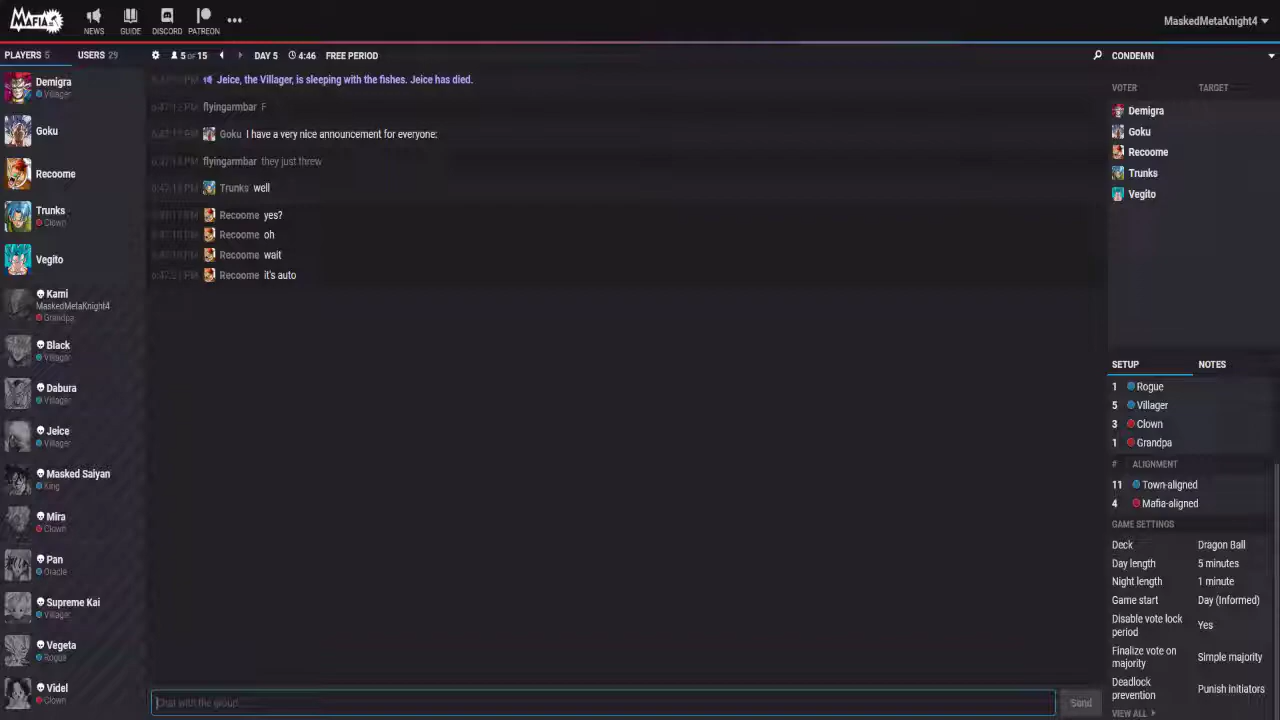 MAFIA
NEWS
GUIDE
DISCORD
PATREON
MaskedMetaKnight4
PLAYERS 5
USERS 29
5 OF 15
DAY 5
4:46
FREE PERIOD
CONDEMN
Demigra
Villager
Goku
Recoome
Trunks
Clown
Vegito
Kami
MaskedMetaKnight4
Grandpa
Black
Villager
Dabura
Villager
Jeice
Villager
Masked Saiyan
King
Mira
Clown
Pan
Oracle
Supreme Kai
Villager
Vegeta
Rogue
Videl
Clown
Jeice, the Villager, is sleeping with the fishes. Jeice has died.
6:47:12 PM flyingarmbar F
Goku I have a very nice announcement for everyone:
flyingarmbar they just threw
Trunks well
Recoome yes?
Recoome oh
Recoome wait
Recoome it's auto
Chat with the group
Send
VOTER TARGET
Demigra
Goku
Recoome
Trunks
Vegito
SETUP NOTES
1 Rogue
5 Villager
3 Clown
1 Grandpa
# ALIGNMENT
11 Town-aligned
4 Mafia-aligned
GAME SETTINGS
Deck Dragon Ball
Day length 5 minutes
Night length 1 minute
Game start Day (Informed)
Disable vote lock
period Yes
Finalize vote on
majority Simple majority
Deadlock
prevention Punish initiators
VIEW ALL